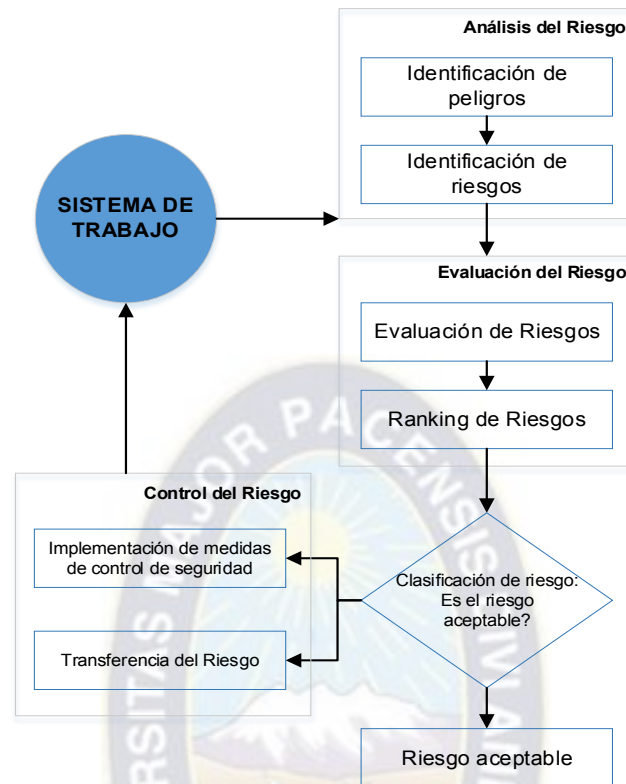 Análisis del Riesgo
Identificación de
peligros
Identificación de
riesgos
SISTEMA DE
TRABAJO
Evaluación del Riesgo
Evaluación de Riesgos
Ranking de Riesgos
Control del Riesgo
Implementación de medidas
de control de seguridad
Transferencia del Riesgo
Clasificación de riesgo:
Es el riesgo
aceptable?
Riesgo aceptable
MAJOR PACENSIS